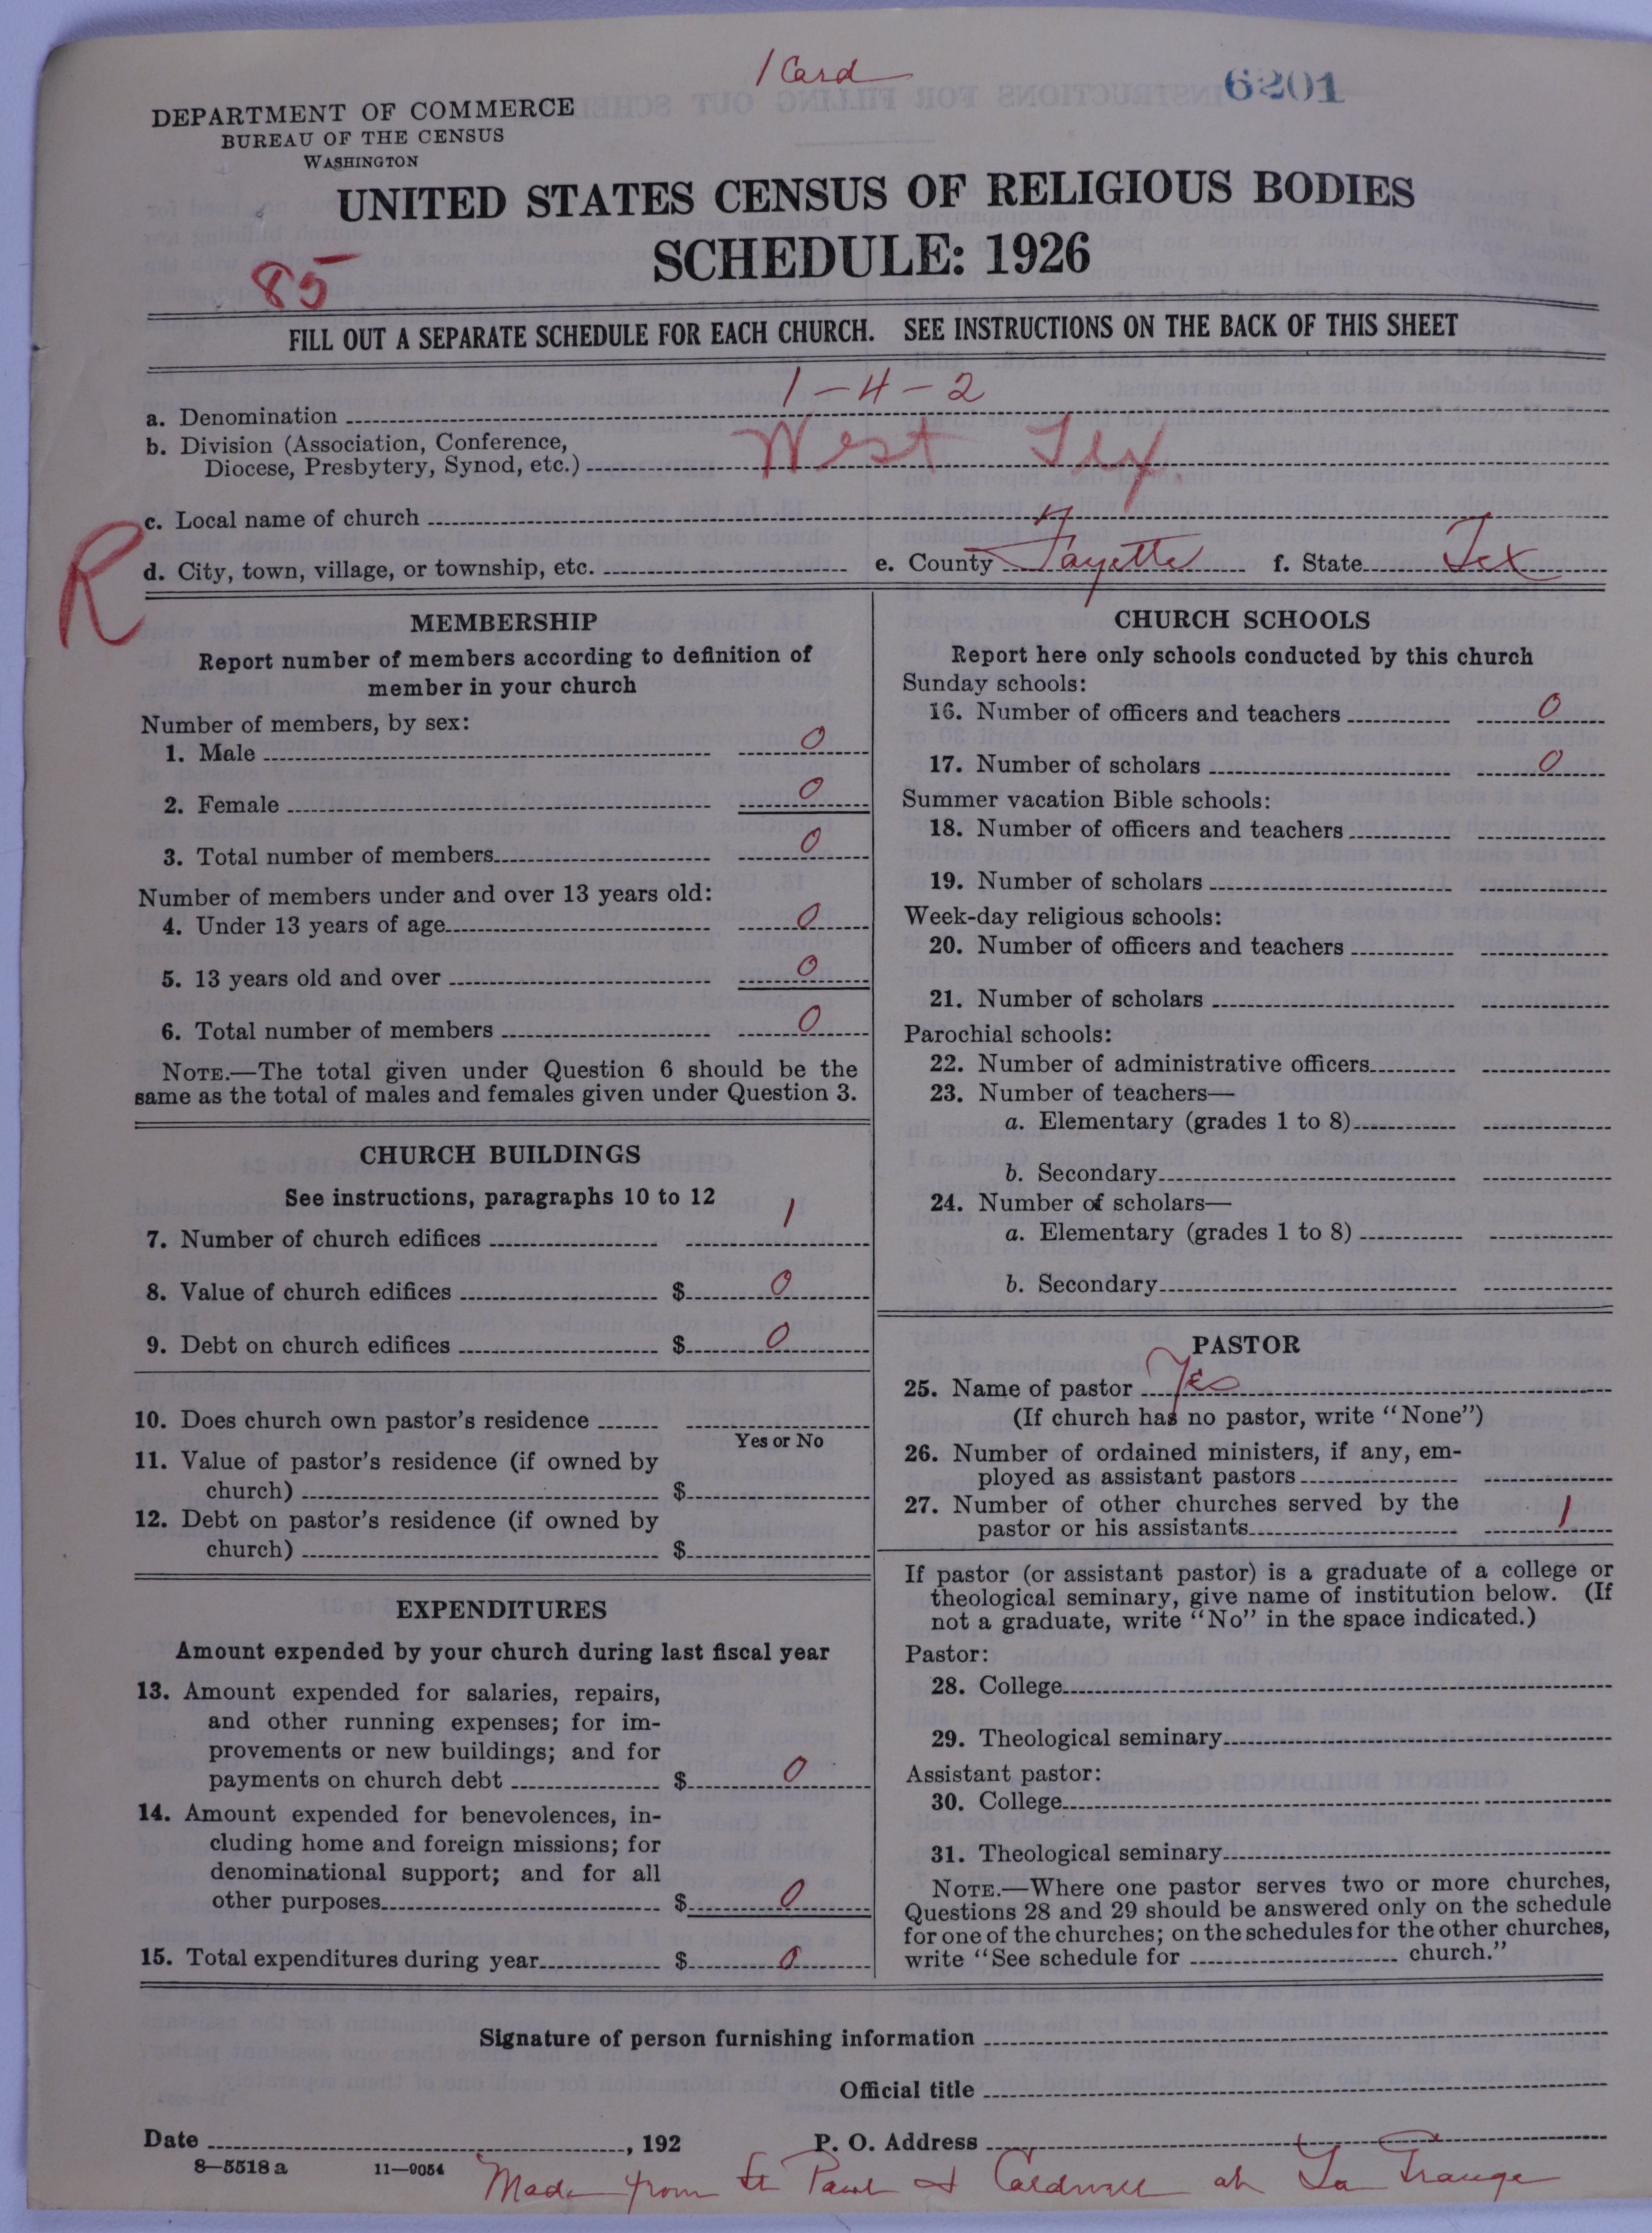 1 Card
6201
DEPARTMENT OF COMMERCE
BUREAU OF THE CENSUS
WASHINGTON
UNITED STATES CENSUS OF RELIGIOUS BODIES
SCHEDULE: 1926
85
FILL OUT A SEPARATE SCHEDULE FOR EACH CHURCH. SEE INSTRUCTIONS ON THE BACK OF THIS SHEET
a. Denomination 1-4-2
b. Division (Association, Conference,
Diocese, Presbytery, Synod, etc.) West Tex.
c. Local name of church
R
d. City, town, village, or township, etc. e. County Fayette f. State Tex
MEMBERSHIP
Report number of members according to definition of
member in your church
Number of members, by sex:
1. Male 0
2. Female 0
3. Total number of members 0
Number of members under and over 13 years old:
4. Under 13 years of age 0
5. 13 years old and over 0
6. Total number of members 0
NOTE.—The total given under Question 6 should be the
same as the total of males and females given under Question 3.
CHURCH BUILDINGS
See instructions, paragraphs 10 to 12
7. Number of church edifices 1
8. Value of church edifices $ 0
9. Debt on church edifices $ 0
10. Does church own pastor's residence
Yes or No
11. Value of pastor's residence (if owned by
church) $
12. Debt on pastor's residence (if owned by
church) $
EXPENDITURES
Amount expended by your church during last fiscal year
13. Amount expended for salaries, repairs,
and other running expenses; for im-
provements or new buildings; and for
payments on church debt $ 0
14. Amount expended for benevolences, in-
cluding home and foreign missions; for
denominational support; and for all
other purposes $ 0
15. Total expenditures during year $ 0
CHURCH SCHOOLS
Report here only schools conducted by this church
Sunday schools:
16. Number of officers and teachers 0
17. Number of scholars 0
Summer vacation Bible schools:
18. Number of officers and teachers
19. Number of scholars
Week-day religious schools:
20. Number of officers and teachers
21. Number of scholars
Parochial schools:
22. Number of administrative officers
23. Number of teachers—
a. Elementary (grades 1 to 8)
b. Secondary
24. Number of scholars—
a. Elementary (grades 1 to 8)
b. Secondary
PASTOR
25. Name of pastor Yes
(If church has no pastor, write "None")
26. Number of ordained ministers, if any, em-
ployed as assistant pastors
27. Number of other churches served by the
pastor or his assistants 1
If pastor (or assistant pastor) is a graduate of a college or
theological seminary, give name of institution below. (If
not a graduate, write "No" in the space indicated.)
Pastor:
28. College
29. Theological seminary
Assistant pastor:
30. College
31. Theological seminary
NOTE.—Where one pastor serves two or more churches,
Questions 28 and 29 should be answered only on the schedule
for one of the churches; on the schedules for the other churches,
write "See schedule for church."
Signature of person furnishing information
Official title
Date , 192 P. O. Address
8—5518 a 11—9054
Made from St Paul & Caldwell at La Grange